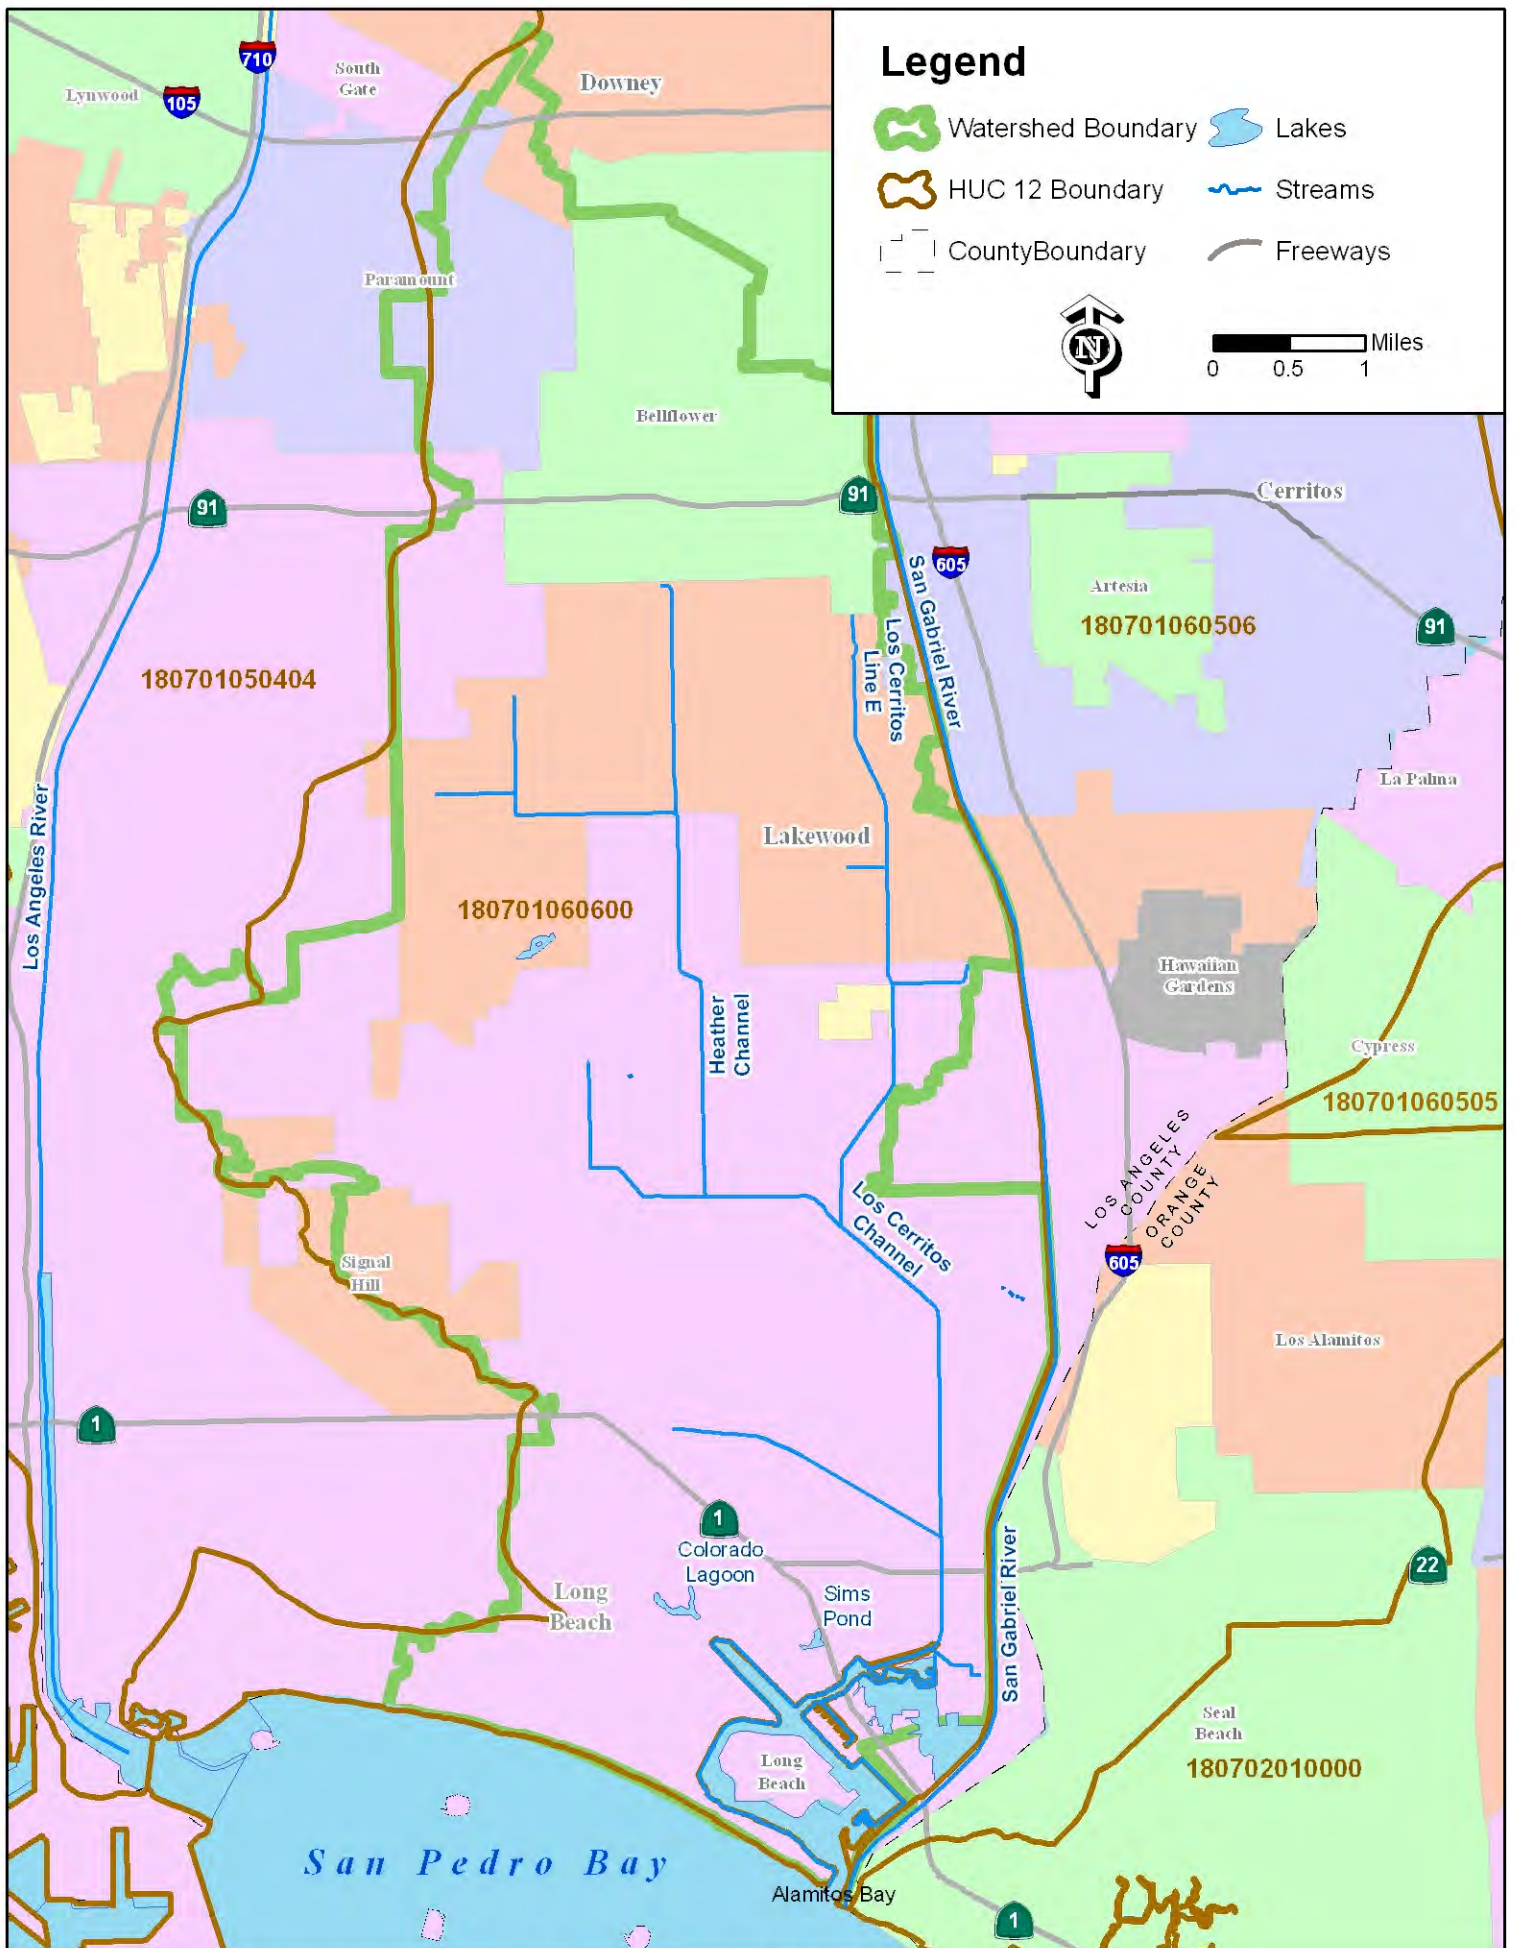 Legend
Watershed Boundary
Lakes
HUC 12 Boundary
Streams
CountyBoundary
Freeways
N
Miles
0 0.5 1
710
South
Gate
Downey
Lynwood
105
Paramount
Bellflower
91
91
Cerritos
605
Artesia
180701060506
91
San Gabriel River
Los Cerritos
Line E
180701050404
La Palma
Los Angeles River
Lakewood
180701060600
Hawaiian
Gardens
Heather
Channel
Cypress
180701060505
LOS ANGELES
COUNTY
ORANGE
COUNTY
Los Cerritos
Channel
605
Signal
Hill
Los Alamitos
1
1
Colorado
Lagoon
22
Long
Beach
Sims
Pond
San Gabriel River
Seal
Beach
180702010000
Long
Beach
San Pedro Bay
Alamitos Bay
1